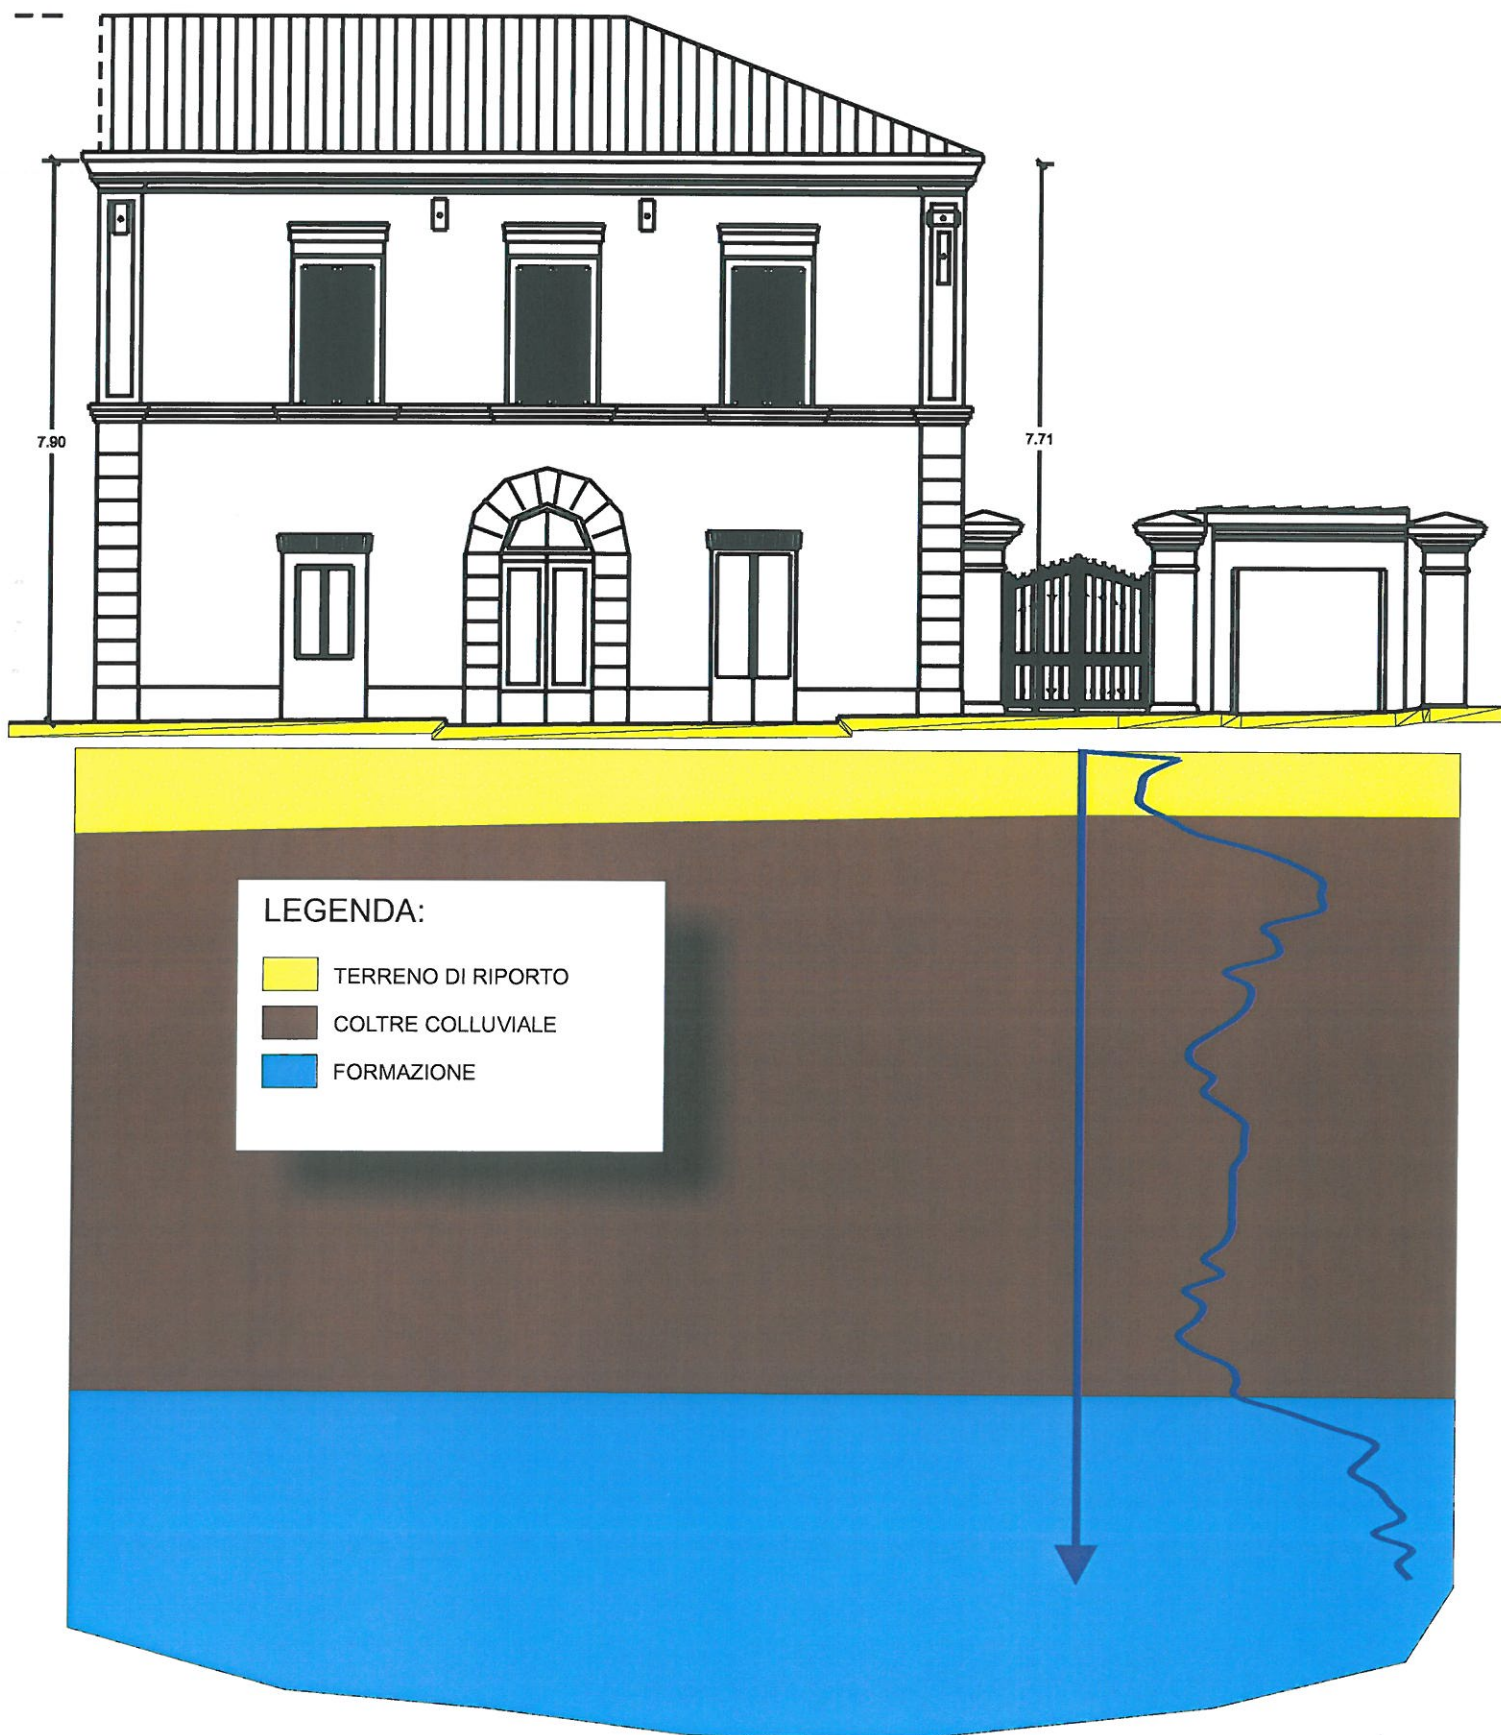 7.90
7.71
LEGENDA:
TERRENO DI RIPORTO
COLTRE COLLUVIALE
FORMAZIONE